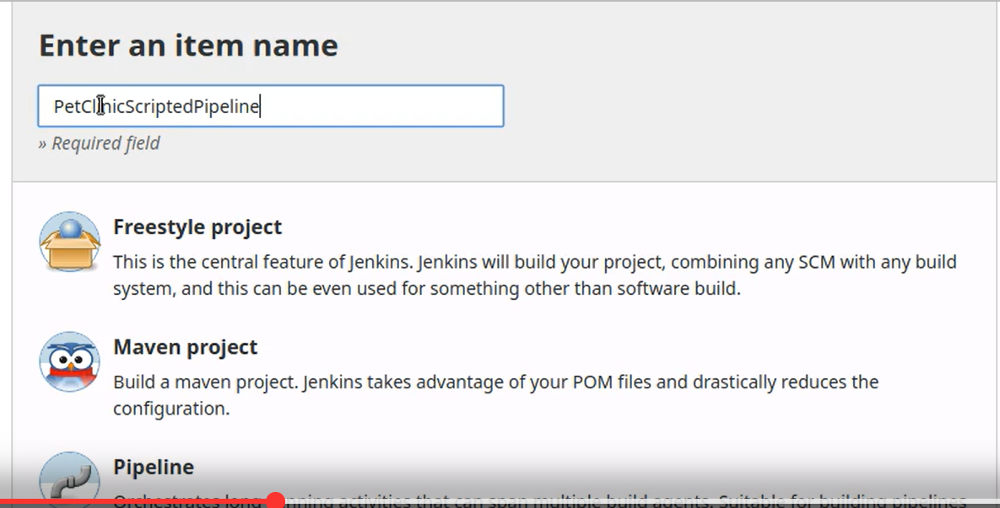 Enter an item name
PetClinicScriptedPipeline
» Required field
Freestyle project
This is the central feature of Jenkins. Jenkins will build your project, combining any SCM with any build
system, and this can be even used for something other than software build.
Maven project
Build a maven project. Jenkins takes advantage of your POM files and drastically reduces the
configuration.
Pipeline
Orchestrates long-running activities that can span multiple build agents. Suitable for building pipelines